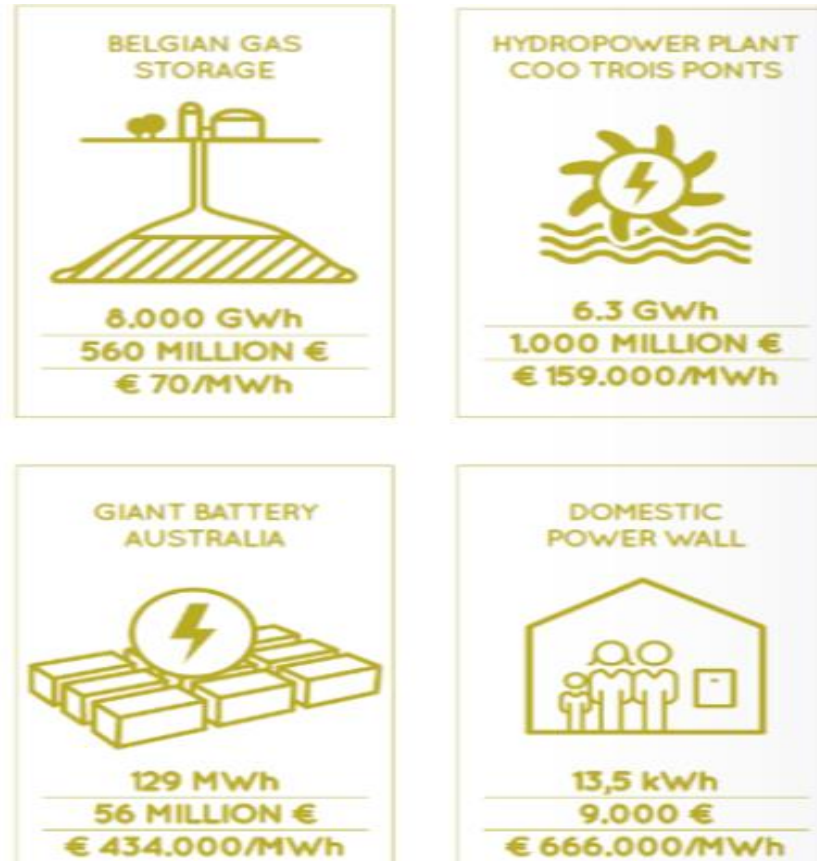 BELGIAN GAS
STORAGE
8.000 GWh
560 MILLION €
€ 70/MWh
HYDROPOWER PLANT
COO TROIS PONTS
6.3 GWh
1.000 MILLION €
€ 159.000/MWh
GIANT BATTERY
AUSTRALIA
129 MWh
56 MILLION €
€ 434.000/MWh
DOMESTIC
POWER WALL
13,5 kWh
9.000 €
€ 666.000/MWh